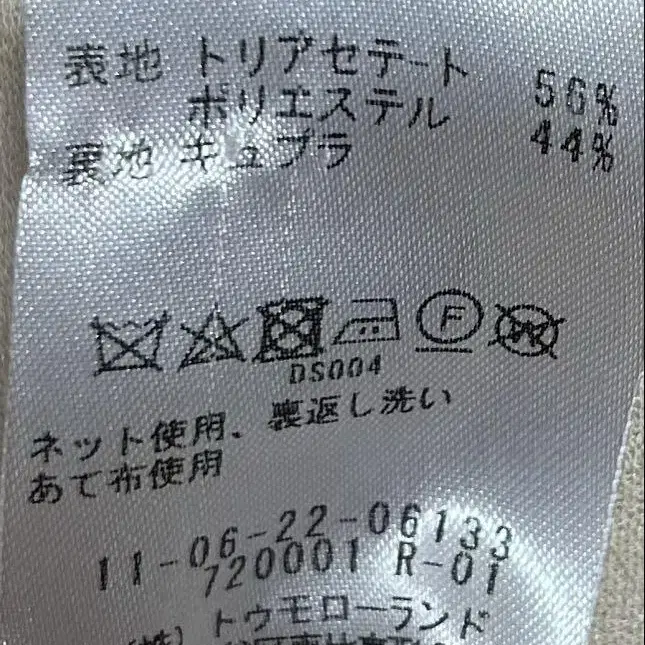 表地 トリアセテート 56%
ポリエステル 44%
裏地 キュプラ
F
W
DS004
ネット使用、裏返し洗い
あて布使用
11-06-22-06133
720001 R-01
(株) トゥモローランド